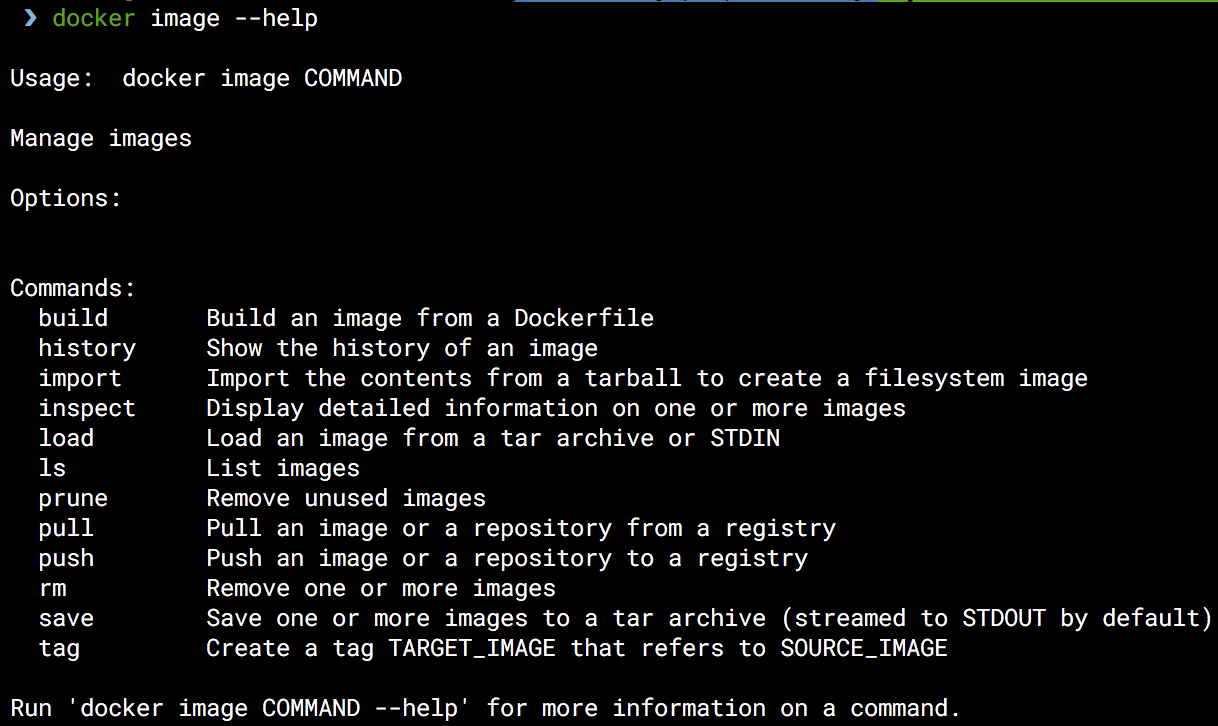 ❯ docker image --help
Usage:  docker image COMMAND
Manage images
Options:
Commands:
  build       Build an image from a Dockerfile
  history     Show the history of an image
  import      Import the contents from a tarball to create a filesystem image
  inspect     Display detailed information on one or more images
  load        Load an image from a tar archive or STDIN
  ls          List images
  prune       Remove unused images
  pull        Pull an image or a repository from a registry
  push        Push an image or a repository to a registry
  rm          Remove one or more images
  save        Save one or more images to a tar archive (streamed to STDOUT by default)
  tag         Create a tag TARGET_IMAGE that refers to SOURCE_IMAGE
Run 'docker image COMMAND --help' for more information on a command.